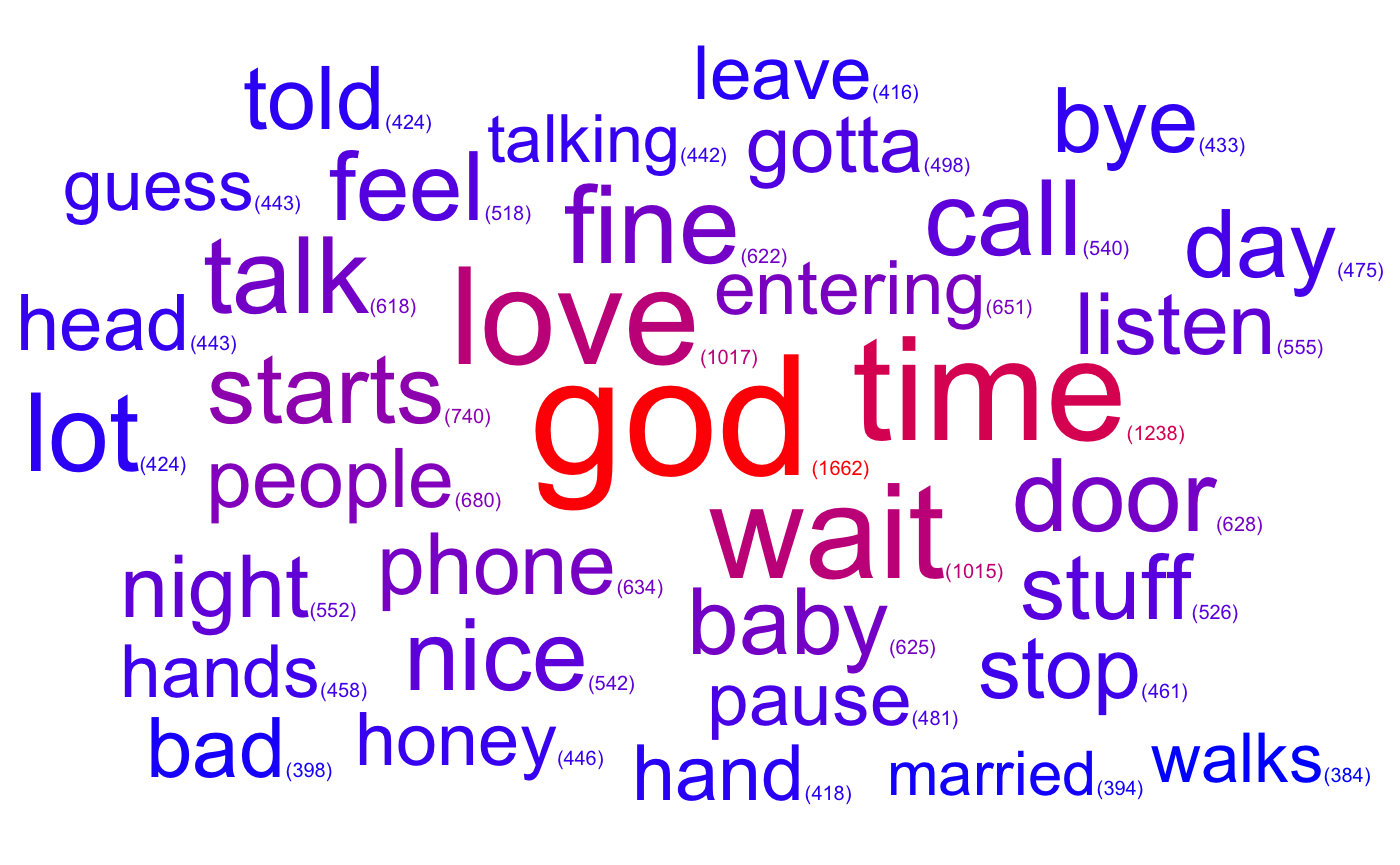 leave(416)
told(424)
bye(433)
talking(442)
gotta(498)
guess(443)
feel(518)
fine(622)
call(540)
day(475)
talk(618)
love(1017)
entering(651)
head(443)
listen(555)
starts(740)
god(1662)
time(1238)
lot(424)
people(680)
door(628)
wait(1015)
night(552)
phone(634)
stuff(526)
baby(625)
nice(542)
hands(458)
stop(461)
pause(481)
bad(398)
honey(446)
hand(418)
married(394)
walks(384)